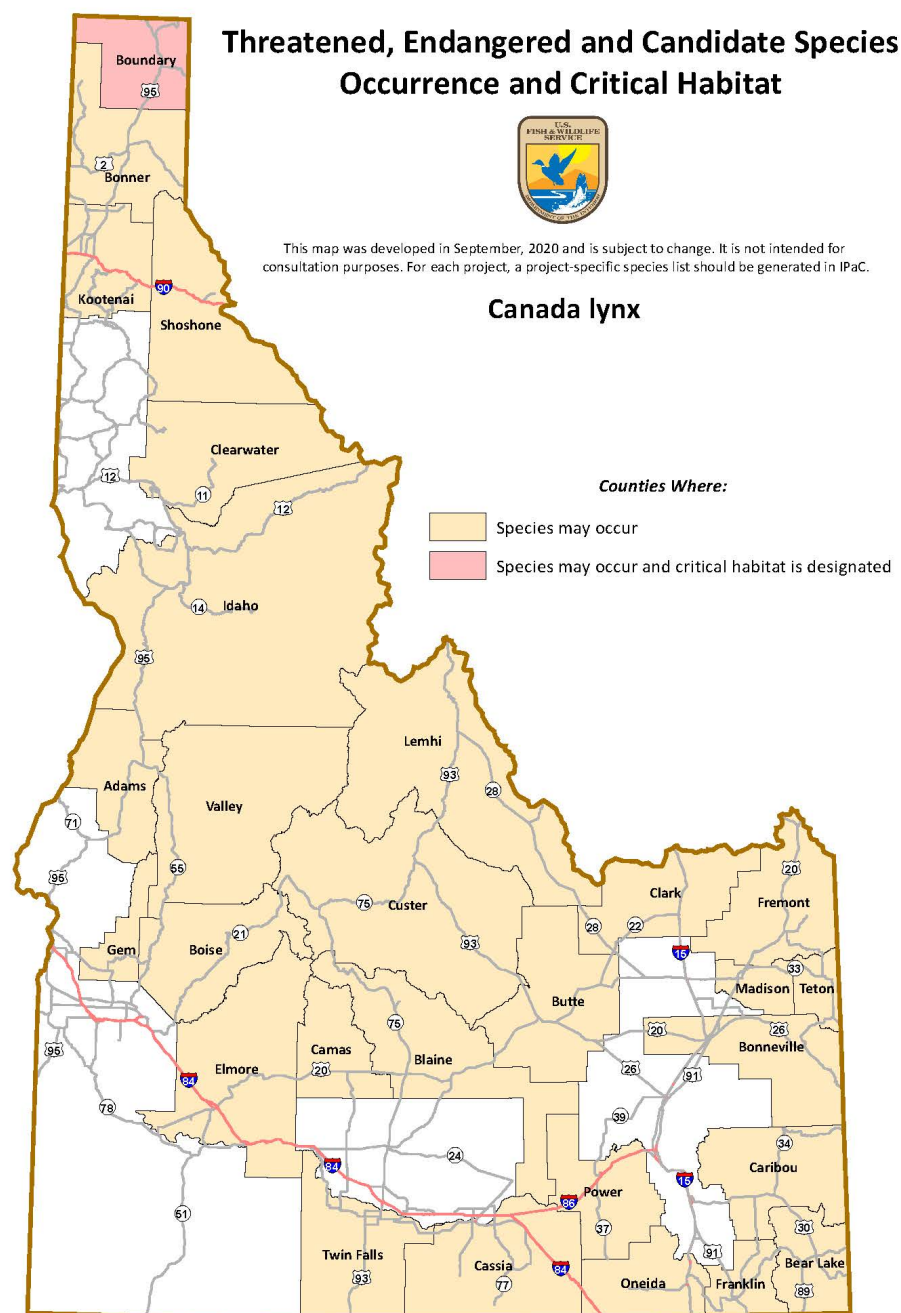 Threatened, Endangered and Candidate Species
Occurrence and Critical Habitat
U.S.
FISH & WILDLIFE
SERVICE
DEPARTMENT OF THE INTERIOR
This map was developed in September, 2020 and is subject to change. It is not intended for
consultation purposes. For each project, a project-specific species list should be generated in IPaC.
Canada lynx
Counties Where:
Species may occur
Species may occur and critical habitat is designated
Boundary
95
2
Bonner
90
Kootenai
Shoshone
Clearwater
12
11
12
14
Idaho
95
Lemhi
93
28
Adams
Valley
71
55
95
20
Clark
Fremont
75
Custer
28
22
21
93
Gem
Boise
15
33
Madison
Teton
Butte
75
20
26
95
Camas
Blaine
Bonneville
Elmore
20
26
91
84
78
39
34
24
84
Caribou
15
86
Power
51
37
30
91
Twin Falls
Cassia
84
Bear Lake
93
77
Oneida
Franklin
89